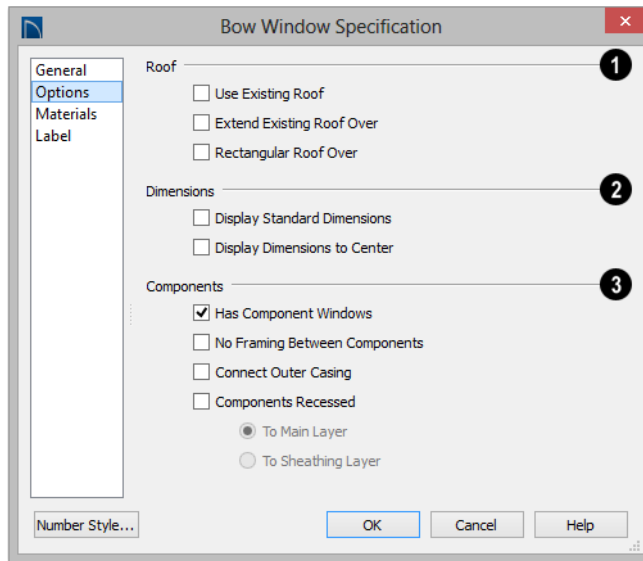 Bow Window Specification
General
Options
Materials
Label
Roof
1
Use Existing Roof
Extend Existing Roof Over
Rectangular Roof Over
Dimensions
2
Display Standard Dimensions
Display Dimensions to Center
Components
3
Has Component Windows
No Framing Between Components
Connect Outer Casing
Components Recessed
To Main Layer
To Sheathing Layer
Number Style...
OK
Cancel
Help